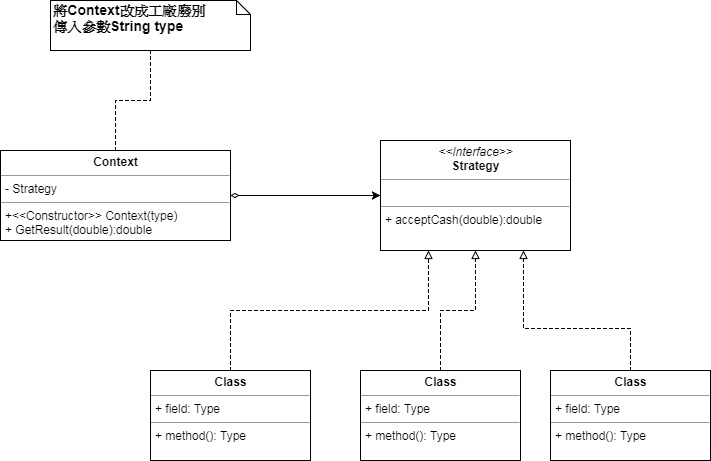 將Context改成工廠廢別
傳入參數String type
Context
- Strategy
+<<Constructor>> Context(type)
+ GetResult(double):double
<<Interface>>
Strategy
+ acceptCash(double):double
Class
+ field: Type
+ method(): Type
Class
+ field: Type
+ method(): Type
Class
+ field: Type
+ method(): Type